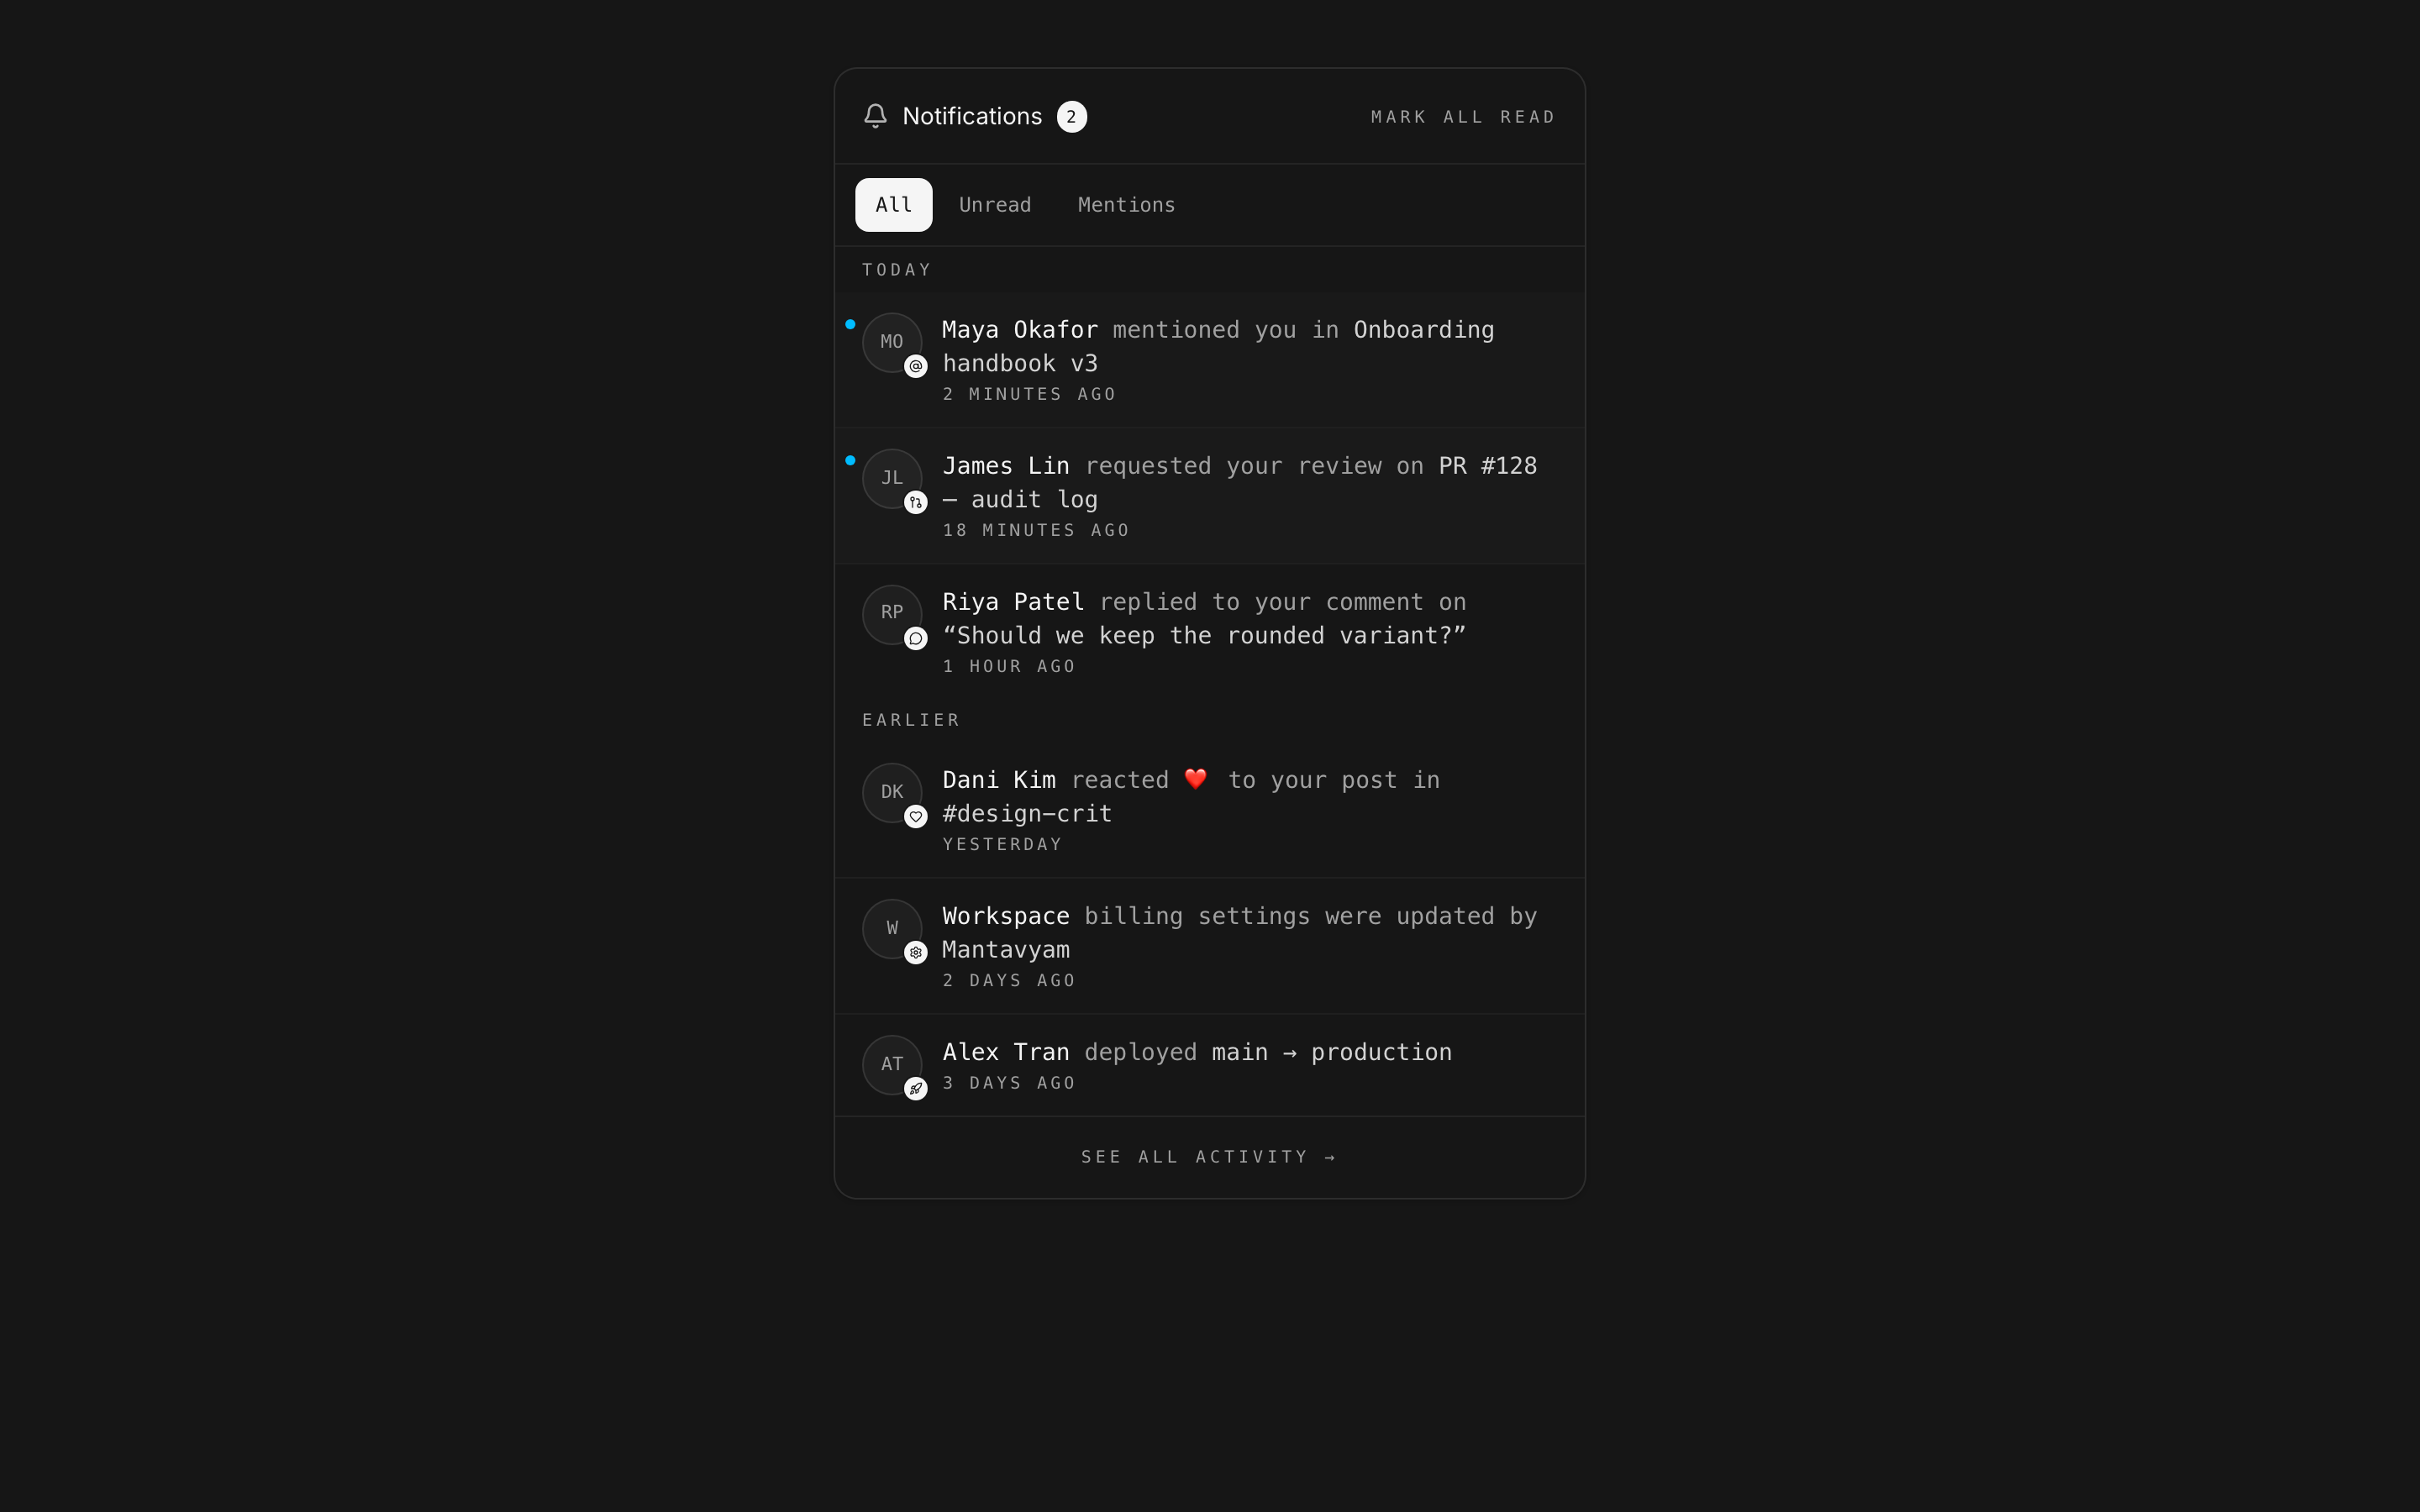 Notifications 2 MARK ALL READ
All Unread Mentions
TODAY
MO
Maya Okafor mentioned you in Onboarding
handbook v3
2 MINUTES AGO
JL
James Lin requested your review on PR #128
— audit log
18 MINUTES AGO
RP
Riya Patel replied to your comment on
“Should we keep the rounded variant?”
1 HOUR AGO
EARLIER
DK
Dani Kim reacted ❤️ to your post in
#design-crit
YESTERDAY
W
Workspace billing settings were updated by
Mantavyam
2 DAYS AGO
AT
Alex Tran deployed main → production
3 DAYS AGO
SEE ALL ACTIVITY →